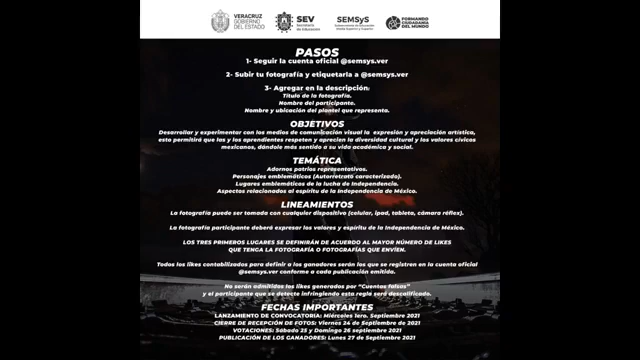 VERACRUZ
GOBIERNO
DEL ESTADO
SEV
Secretaría
de Educación
SEMSyS
Subsecretaría de Educación
Media Superior y Superior
FORMANDO
CIUDADANÍA
DEL MUNDO
PASOS
1- Seguir la cuenta oficial @semsys.ver
2- Subir tu fotografía y etiquetarla a @semsys.ver
3- Agregar en la descripción:
Título de la fotografía.
Nombre del participante.
Nombre y ubicación del plantel que representa.
OBJETIVOS
Desarrollar y experimentar con los medios de comunicación visual la expresión y apreciación artística,
esto permitirá que las y los aprendientes respeten y aprecien la diversidad cultural y los valores cívicos
mexicanos, dándole más sentido a su vida académica y social.
TEMÁTICA
Adornos patrios representativos.
Personajes emblemáticos (Autorretrato caracterizado).
Lugares emblemáticos de la lucha de Independencia.
Aspectos relacionados al espíritu de la Independencia de México.
LINEAMIENTOS
La fotografía puede ser tomada con cualquier dispositivo (celular, ipad, tableta, cámara réflex).
La fotografía participante deberá expresar los valores y espíritu de la Independencia de México.
LOS TRES PRIMEROS LUGARES SE DEFINIRÁN DE ACUERDO AL MAYOR NÚMERO DE LIKES
QUE TENGA LA FOTOGRAFÍA O FOTOGRAFÍAS QUE ENVÍEN.
Todos los likes contabilizados para definir a los ganadores serán los que se registren en la cuenta oficial
@semsys.ver conforme a cada publicación emitida.
No serán admitidos los likes generados por "Cuentas falsas"
y el participante que se detecte infringiendo esta regla será descalificado.
FECHAS IMPORTANTES
LANZAMIENTO DE CONVOCATORIA: Miércoles 1ero. Septiembre 2021
CIERRE DE RECEPCIÓN DE FOTOS: Viernes 24 de Septiembre de 2021
VOTACIONES: Sábado 25 y Domingo 26 septiembre 2021
PUBLICACIÓN DE LOS GANADORES: Lunes 27 de Septiembre 2021